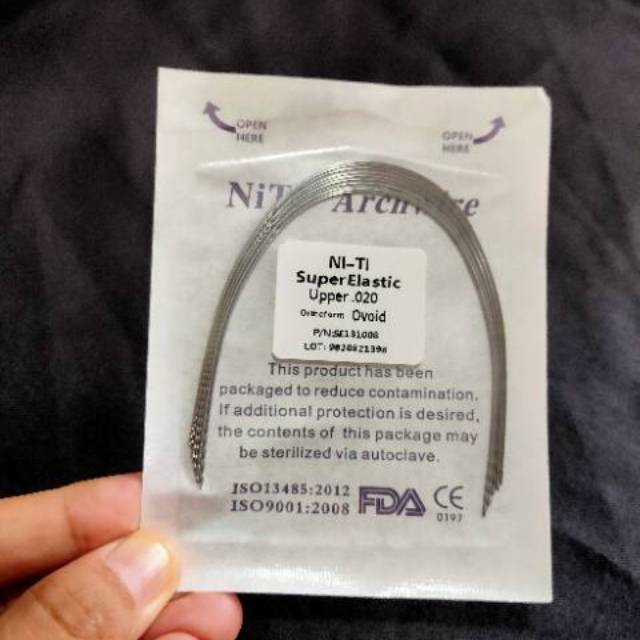 OPEN
HERE
OPEN
HERE
NiTi Archwire
NI-TI
SuperElastic
Upper .020
Ovoid
This product has been
packaged to reduce contamination.
If additional protection is desired,
the contents of this package may
be sterilized via autoclave.
ISO13485:2012
ISO9001:2008
FDA
CE
0197